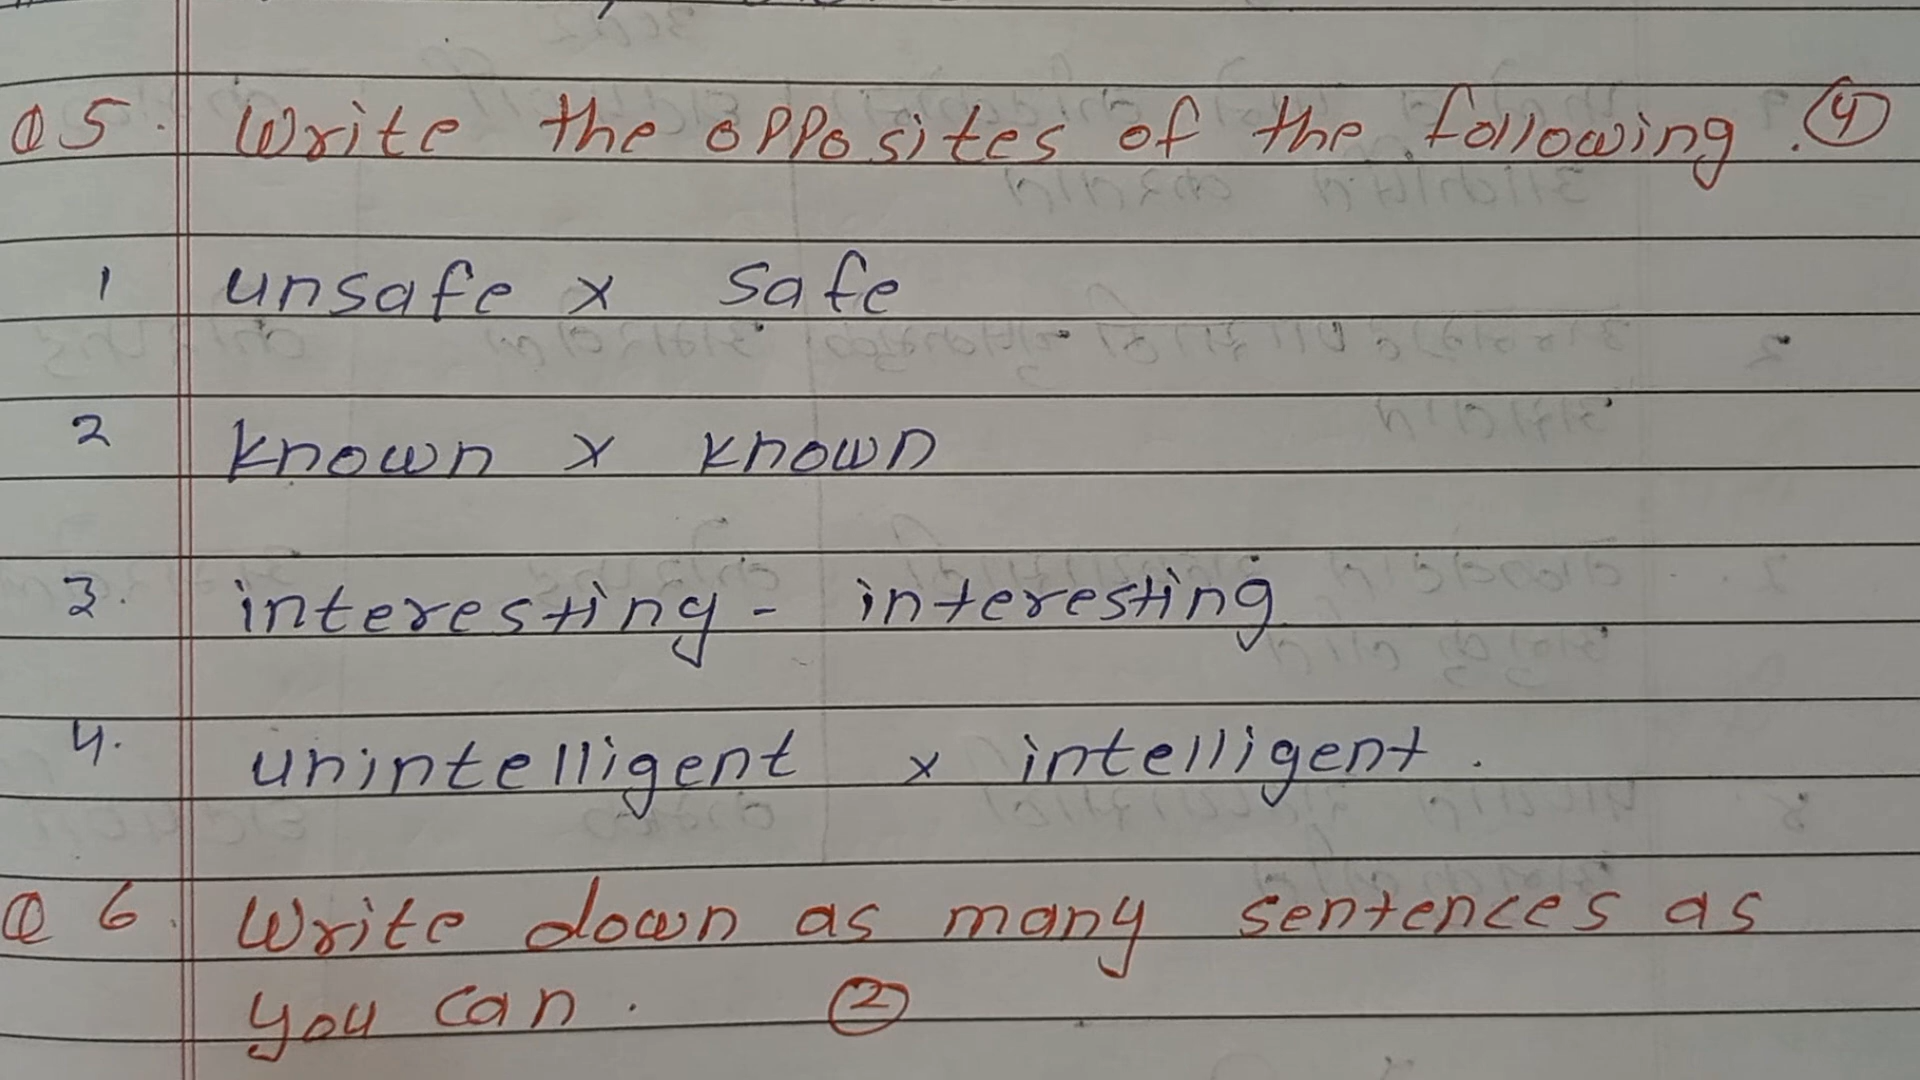 Q 5. Write the opposites of the following. 4
1 unsafe x safe
2 known x known
3. interesting - interesting
4. unintelligent x intelligent.
Q 6. Write down as many sentences as
you can. 2